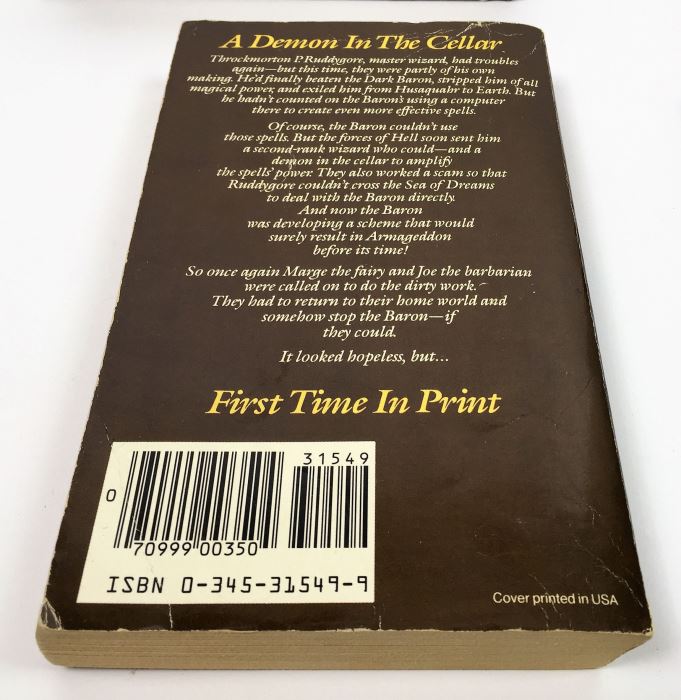 A Demon In The Cellar
Throckmorton P. Ruddygore, master wizard, had troubles
again—but this time, they were partly of his own
making. He'd finally beaten the Dark Baron, stripped him of all
magical power, and exiled him from Husaquahr to Earth. But
he hadn't counted on the Baron's using a computer
there to create even more effective spells.
Of course, the Baron couldn't use
those spells. But the forces of Hell soon sent him
a second-rank wizard who could—and a
demon in the cellar to amplify
the spells' power. They also worked a scam so that
Ruddygore couldn't cross the Sea of Dreams
to deal with the Baron directly.
And now the Baron
was developing a scheme that would
surely result in Armageddon
before its time!
So once again Marge the fairy and Joe the barbarian
were called on to do the dirty work.
They had to return to their home world and
somehow stop the Baron—if
they could.
It looked hopeless, but...
First Time In Print
31549
0
70999 00350
ISBN 0-345-31549-9
Cover printed in USA